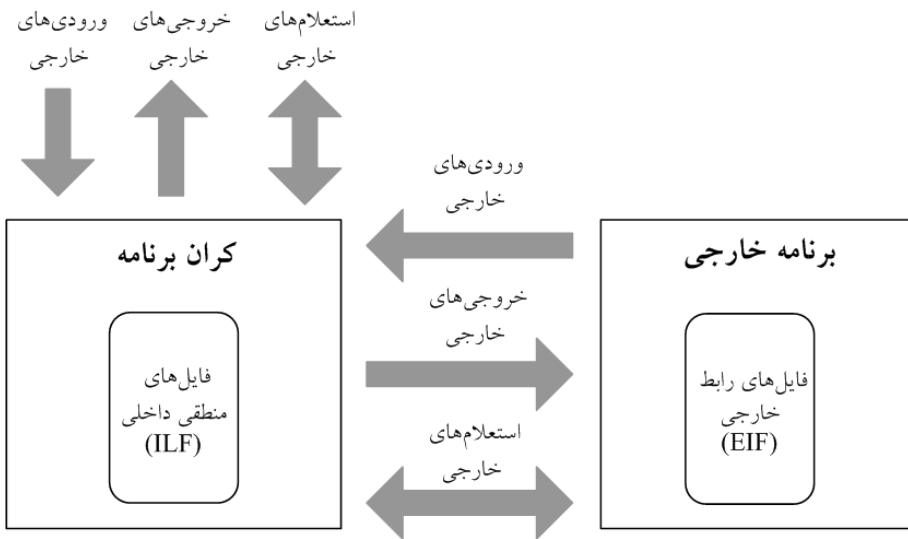 ورودی‌های
خارجی
خروجی‌های
خارجی
استعلام‌های
خارجی
ورودی‌های
خارجی
برنامه خارجی
کران برنامه
خروجی‌های
خارجی
فایل‌های رابط
خارجی
(EIF)
فایل‌های
منطقی داخلی
(ILF)
استعلام‌های
خارجی